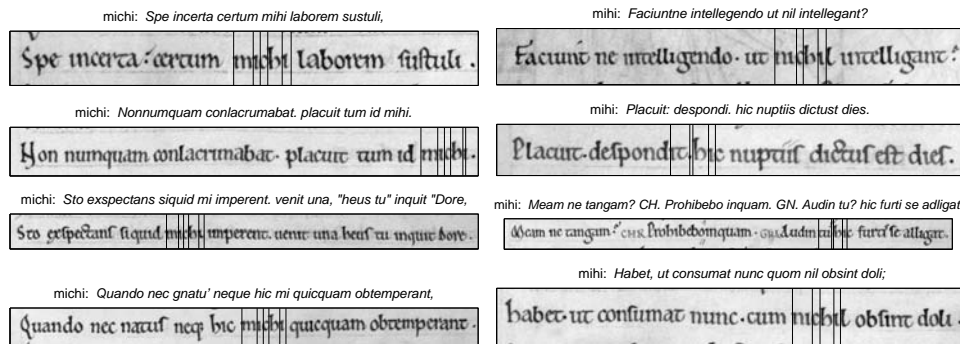 michi: Spe incerta certum mihi laborem sustuli,
Spe incerta: certum michi laborem sustuli.
michi: Nonnumquam conlacrumabat. placuit tum id mihi.
Non numquam conlacrimabat. placuit tum id michi.
michi: Sto exspectans siquid mi imperent. venit una, "heus tu" inquit "Dore,
Sto exspectans siquid michi imperent. uenit una heus tu inquit dore.
michi: Quando nec gnatu' neque hic mi quicquam obtemperant,
Quando nec natus neq; hic michi quicquam obtemperant.
mihi: Faciuntne intellegendo ut nil intellegant?
Faciunt ne intelligendo. ut nichil intelligant?
mihi: Placuit: despondi. hic nuptiis dictust dies.
Placuit. despondit. hic nuptiis dictus est dies.
mihi: Meam ne tangam? CH. Prohibebo inquam. GN. Audin tu? hic furti se adligat
Meam ne tangam? CHR Prohibebo inquam. Audin tu hic furti se alligat.
mihi: Habet, ut consumat nunc quom nil obsint doli;
habet. ut consumat nunc. cum nichil obsint doli.